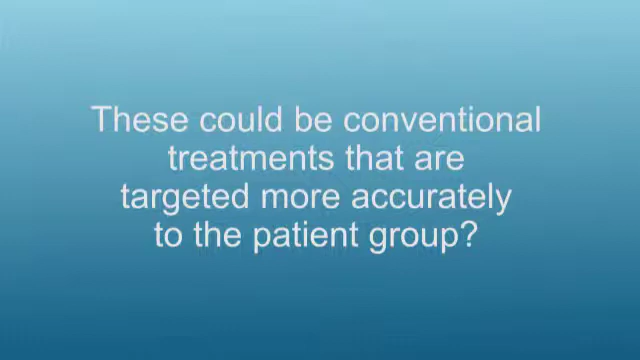 These could be conventional
treatments that are
targeted more accurately
to the patient group?